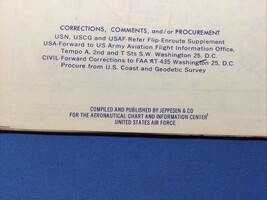 CORRECTIONS, COMMENTS, and/or PROCUREMENT
USN, USCG and USAF-Refer Flip-Enroute Supplement
USA-Forward to US Army Aviation Flight Information Office,
Tempo A, 2nd and T Sts S.W. Washington 25, D.C.
CIVIL-Forward Corrections to FAA AT-435 Washington 25, D.C.
Procure from U.S. Coast and Geodetic Survey
COMPILED AND PUBLISHED BY JEPPESEN & CO
FOR THE AERONAUTICAL CHART AND INFORMATION CENTER
UNITED STATES AIR FORCE